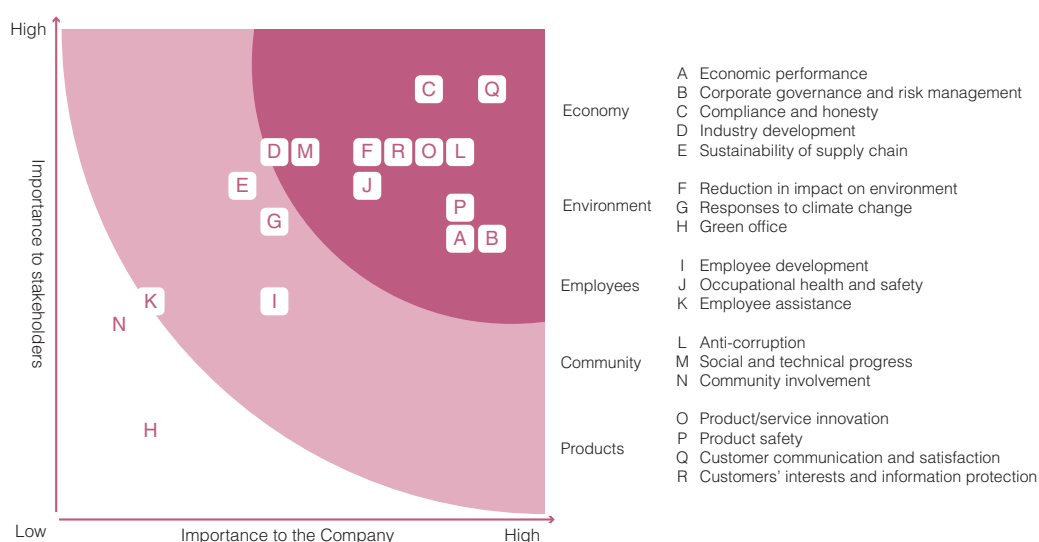 High
C Q
D M F R O L
E J
P
G
A B
K I
N
H
Low
Importance to stakeholders
Importance to the Company
High
Economy
A Economic performance
B Corporate governance and risk management
C Compliance and honesty
D Industry development
E Sustainability of supply chain
Environment
F Reduction in impact on environment
G Responses to climate change
H Green office
Employees
I Employee development
J Occupational health and safety
K Employee assistance
Community
L Anti-corruption
M Social and technical progress
N Community involvement
Products
O Product/service innovation
P Product safety
Q Customer communication and satisfaction
R Customers’ interests and information protection